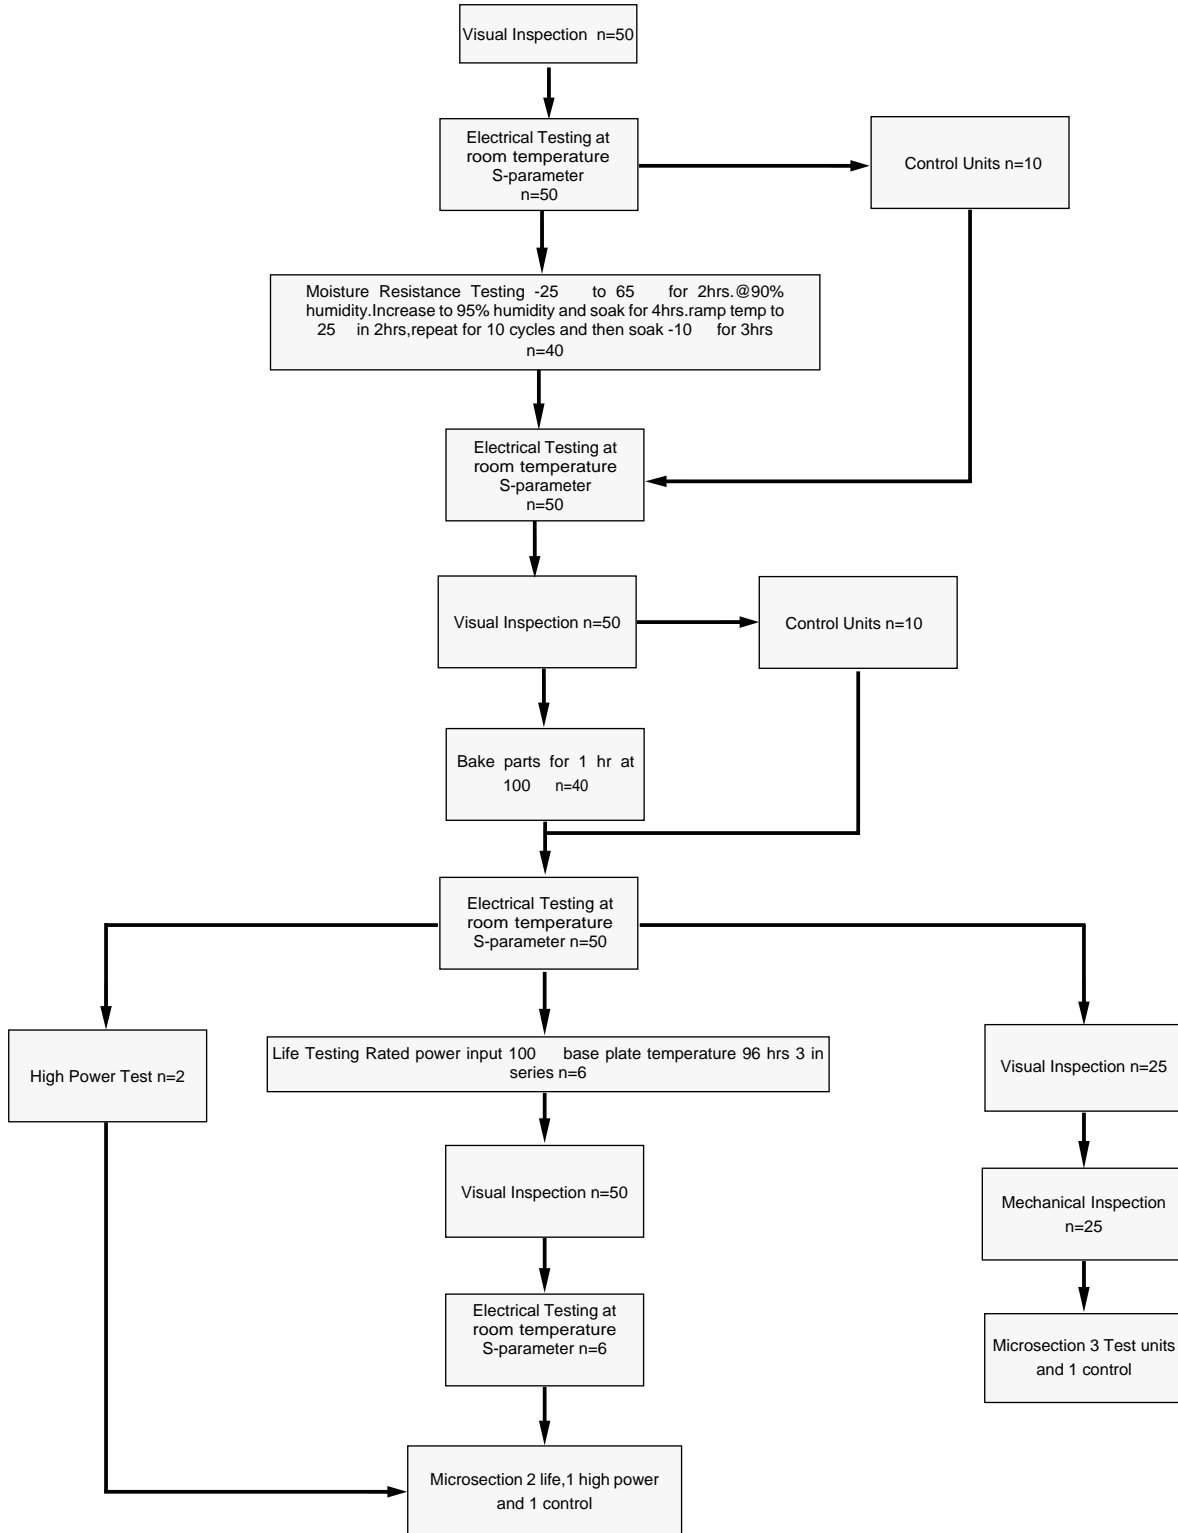 Visual Inspection n=50
Electrical Testing at
room temperature
S-parameter
n=50
Control Units n=10
Moisture Resistance Testing -25 to 65 for 2hrs.@90%
humidity.Increase to 95% humidity and soak for 4hrs.ramp temp to
25 in 2hrs,repeat for 10 cycles and then soak -10 for 3hrs
n=40
Electrical Testing at
room temperature
S-parameter
n=50
Visual Inspection n=50
Control Units n=10
Bake parts for 1 hr at
100 n=40
Electrical Testing at
room temperature
S-parameter n=50
High Power Test n=2
Life Testing Rated power input 100 base plate temperature 96 hrs 3 in
series n=6
Visual Inspection n=25
Visual Inspection n=50
Mechanical Inspection
n=25
Electrical Testing at
room temperature
S-parameter n=6
Microsection 3 Test units
and 1 control
Microsection 2 life,1 high power
and 1 control